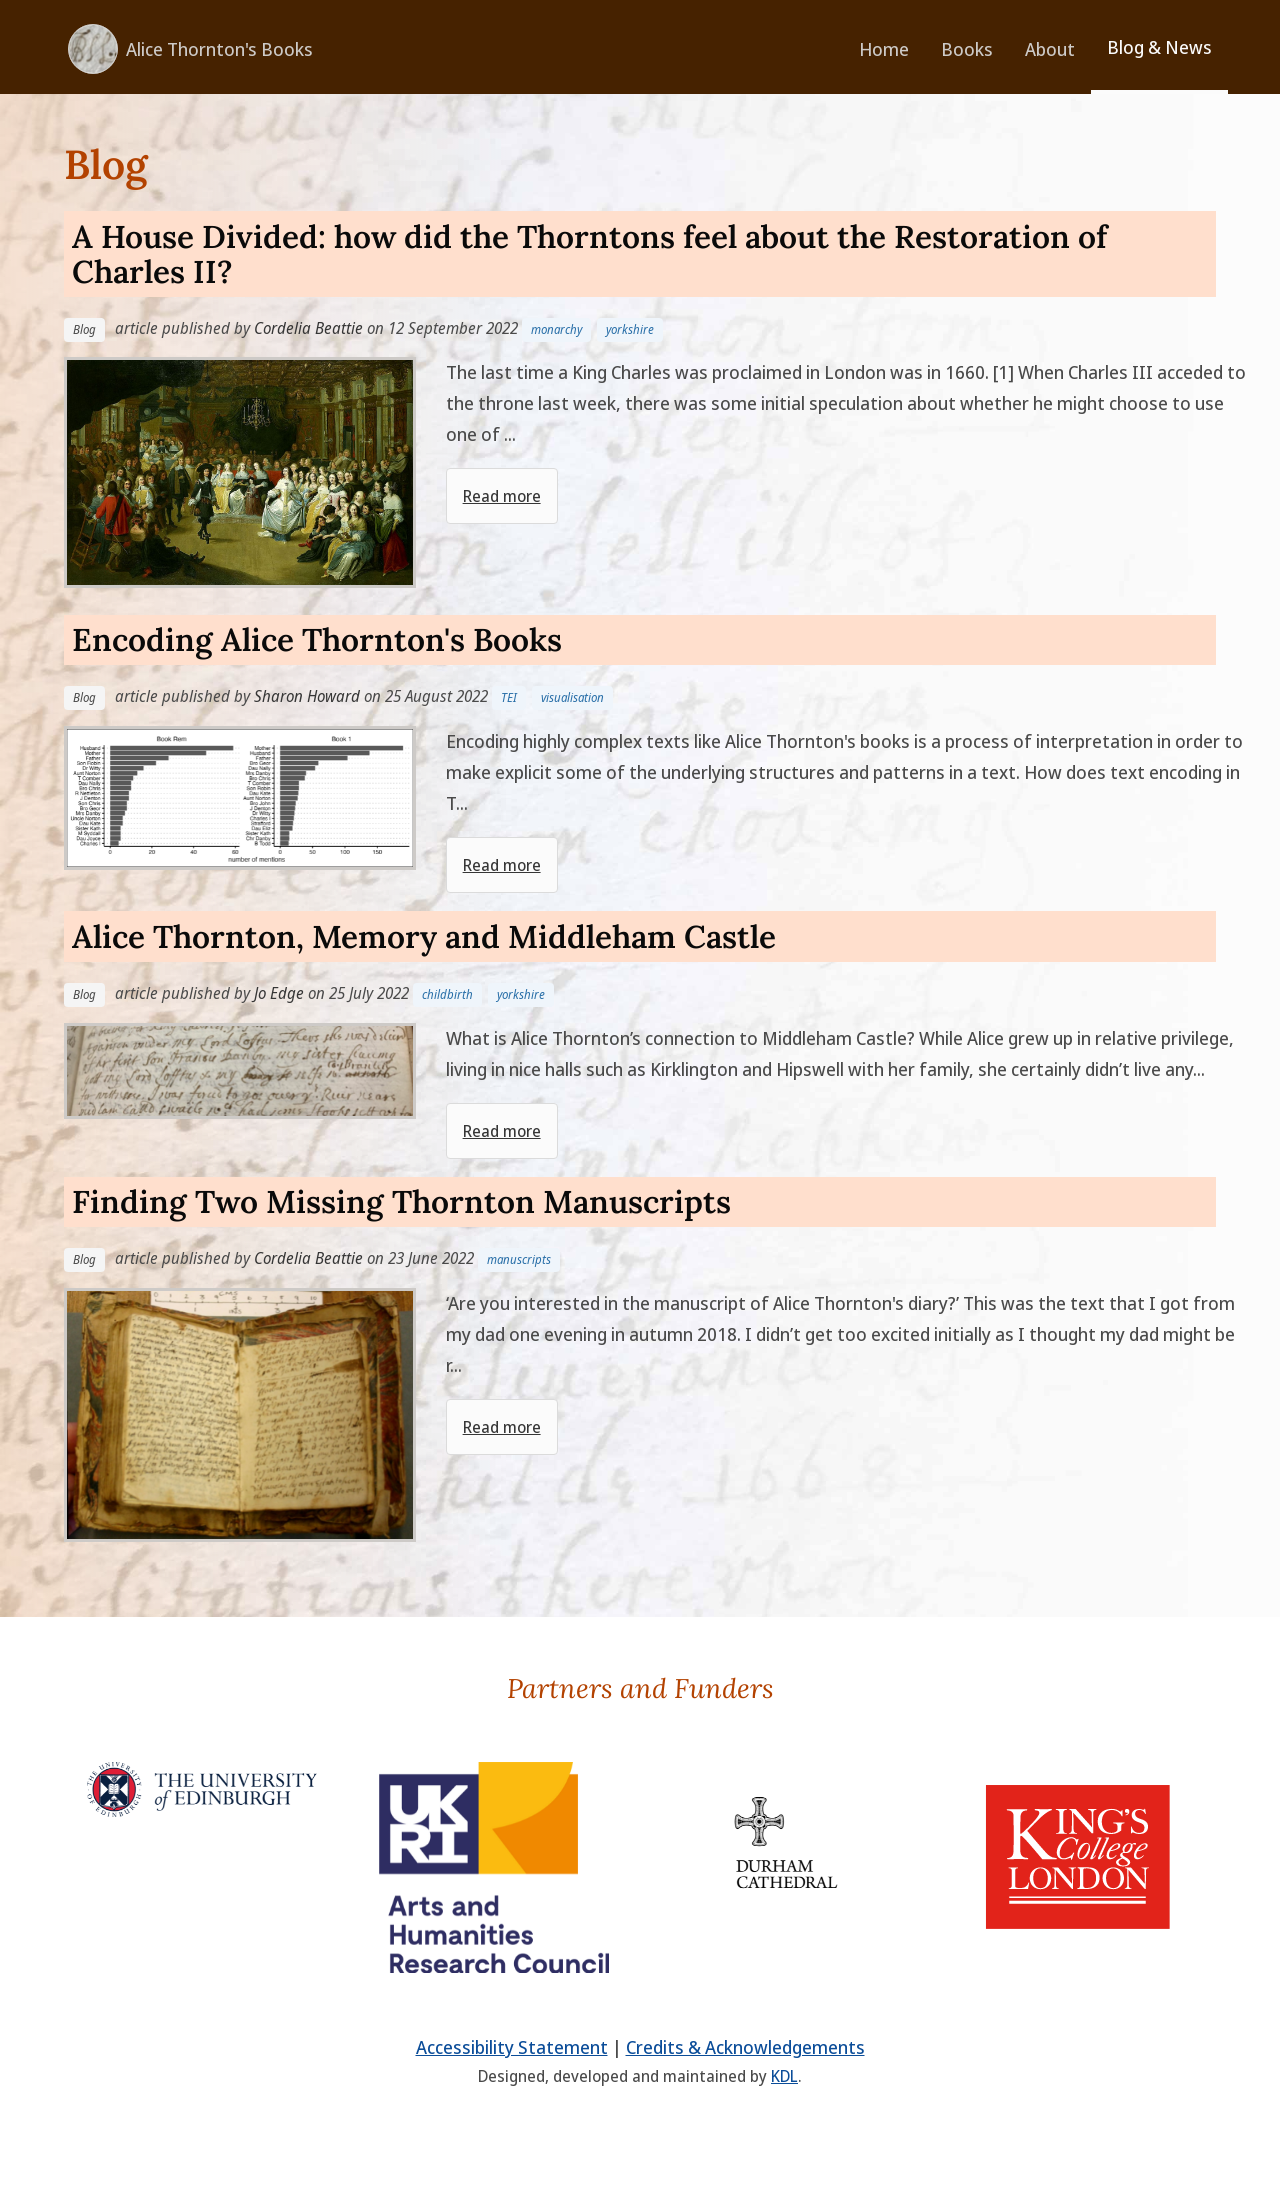 Alice Thornton's Books
Home
Books
About
Blog & News
Blog
A House Divided: how did the Thorntons feel about the Restoration of
Charles II?
Blog article published by Cordelia Beattie on 12 September 2022 monarchy yorkshire
The last time a King Charles was proclaimed in London was in 1660. [1] When Charles III acceded to
the throne last week, there was some initial speculation about whether he might choose to use
one of ...
Read more
Encoding Alice Thornton's Books
Blog article published by Sharon Howard on 25 August 2022 TEI visualisation
Book Rem
Book 1
number of mentions
Encoding highly complex texts like Alice Thornton's books is a process of interpretation in order to
make explicit some of the underlying structures and patterns in a text. How does text encoding in
T...
Read more
Alice Thornton, Memory and Middleham Castle
Blog article published by Jo Edge on 25 July 2022 childbirth yorkshire
What is Alice Thornton’s connection to Middleham Castle? While Alice grew up in relative privilege,
living in nice halls such as Kirklington and Hipswell with her family, she certainly didn’t live any...
Read more
Finding Two Missing Thornton Manuscripts
Blog article published by Cordelia Beattie on 23 June 2022 manuscripts
‘Are you interested in the manuscript of Alice Thornton's diary?’ This was the text that I got from
my dad one evening in autumn 2018. I didn’t get too excited initially as I thought my dad might be
r...
Read more
Partners and Funders
THE UNIVERSITY
of EDINBURGH
UK
RI
Arts and
Humanities
Research Council
DURHAM
CATHEDRAL
KING'S
College
LONDON
Accessibility Statement | Credits & Acknowledgements
Designed, developed and maintained by KDL.